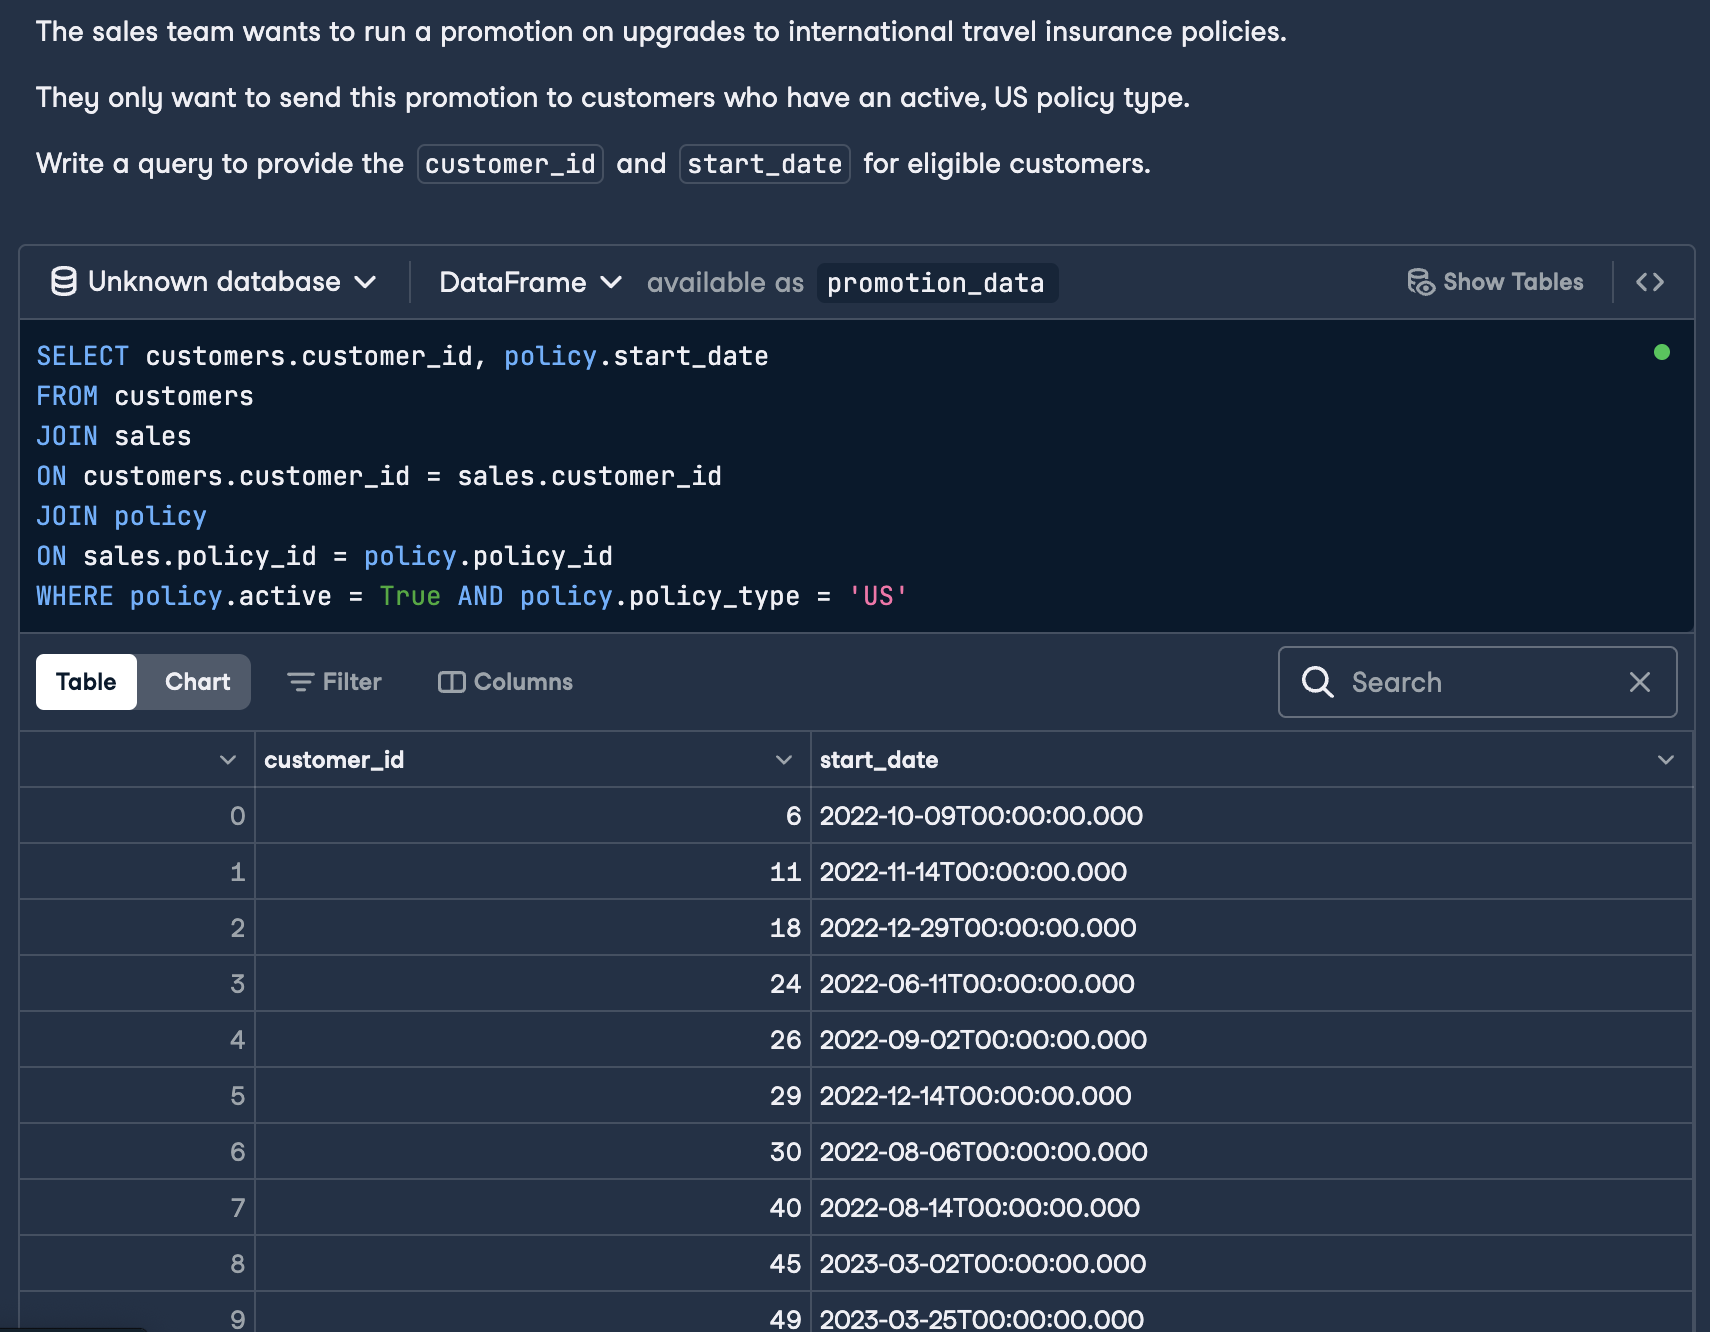 The sales team wants to run a promotion on upgrades to international travel insurance policies.
They only want to send this promotion to customers who have an active, US policy type.
Write a query to provide the customer_id and start_date for eligible customers.
Unknown database DataFrame available as promotion_data Show Tables <>
SELECT customers.customer_id, policy.start_date
FROM customers
JOIN sales
ON customers.customer_id = sales.customer_id
JOIN policy
ON sales.policy_id = policy.policy_id
WHERE policy.active = True AND policy.policy_type = 'US'
Table Chart Filter Columns Search
customer_id start_date
0 6 2022-10-09T00:00:00.000
1 11 2022-11-14T00:00:00.000
2 18 2022-12-29T00:00:00.000
3 24 2022-06-11T00:00:00.000
4 26 2022-09-02T00:00:00.000
5 29 2022-12-14T00:00:00.000
6 30 2022-08-06T00:00:00.000
7 40 2022-08-14T00:00:00.000
8 45 2023-03-02T00:00:00.000
9 49 2023-03-25T00:00:00.000